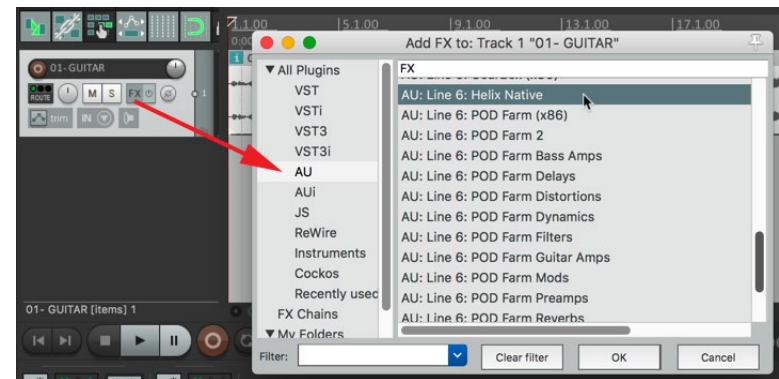 1.1.00
5.1.00
9.1.00
13.1.00
17.1.00
0:00
Add FX to: Track 1 "01- GUITAR"
01-GUITAR
ROUTE
M
S
FX
1
trim
IN
All Plugins
VST
VSTi
VST3
VST3i
AU
AUi
JS
ReWire
Instruments
Cockos
Recently used
FX Chains
My Folders
FX
AU: Line 6: Helix Native
AU: Line 6: POD Farm (x86)
AU: Line 6: POD Farm 2
AU: Line 6: POD Farm Bass Amps
AU: Line 6: POD Farm Delays
AU: Line 6: POD Farm Distortions
AU: Line 6: POD Farm Dynamics
AU: Line 6: POD Farm Filters
AU: Line 6: POD Farm Guitar Amps
AU: Line 6: POD Farm Mods
AU: Line 6: POD Farm Preamps
AU: Line 6: POD Farm Reverbs
01- GUITAR [items] 1
Filter:
Clear filter
OK
Cancel